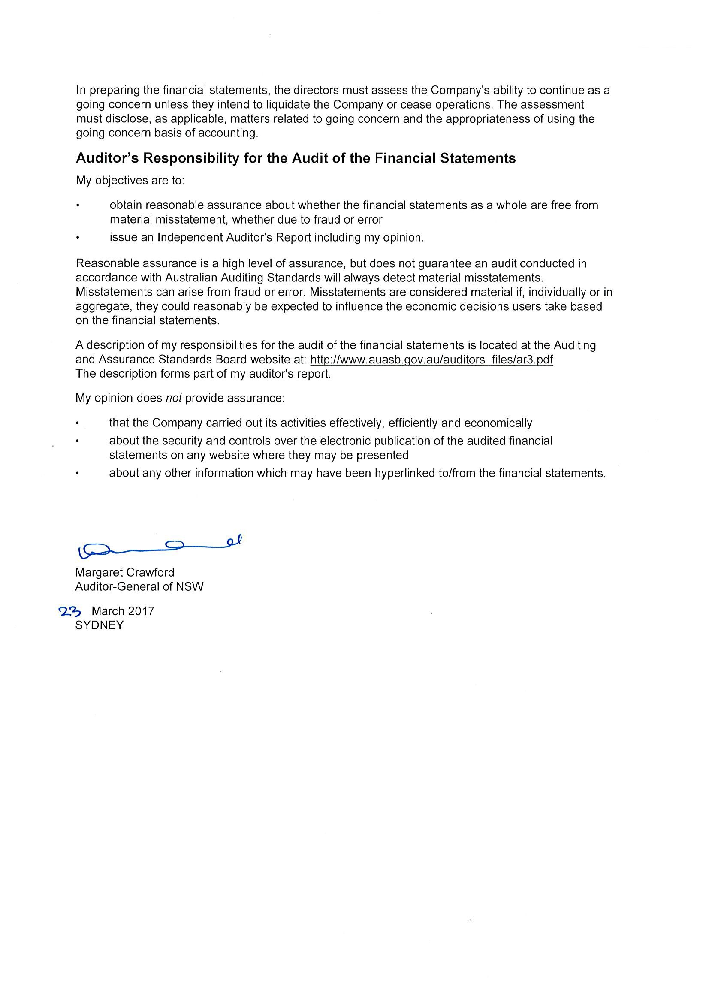 In preparing the financial statements, the directors must assess the Company's ability to continue as a
going concern unless they intend to liquidate the Company or cease operations. The assessment
must disclose, as applicable, matters related to going concern and the appropriateness of using the
going concern basis of accounting.
Auditor's Responsibility for the Audit of the Financial Statements
My objectives are to:
• obtain reasonable assurance about whether the financial statements as a whole are free from
material misstatement, whether due to fraud or error
• issue an Independent Auditor's Report including my opinion.
Reasonable assurance is a high level of assurance, but does not guarantee an audit conducted in
accordance with Australian Auditing Standards will always detect material misstatements.
Misstatements can arise from fraud or error. Misstatements are considered material if, individually or in
aggregate, they could reasonably be expected to influence the economic decisions users take based
on the financial statements.
A description of my responsibilities for the audit of the financial statements is located at the Auditing
and Assurance Standards Board website at: http://www.auasb.gov.au/auditors_files/ar3.pdf
The description forms part of my auditor's report.
My opinion does not provide assurance:
• that the Company carried out its activities effectively, efficiently and economically
• about the security and controls over the electronic publication of the audited financial
statements on any website where they may be presented
• about any other information which may have been hyperlinked to/from the financial statements.
Margaret Crawford
Auditor-General of NSW
23 March 2017
SYDNEY